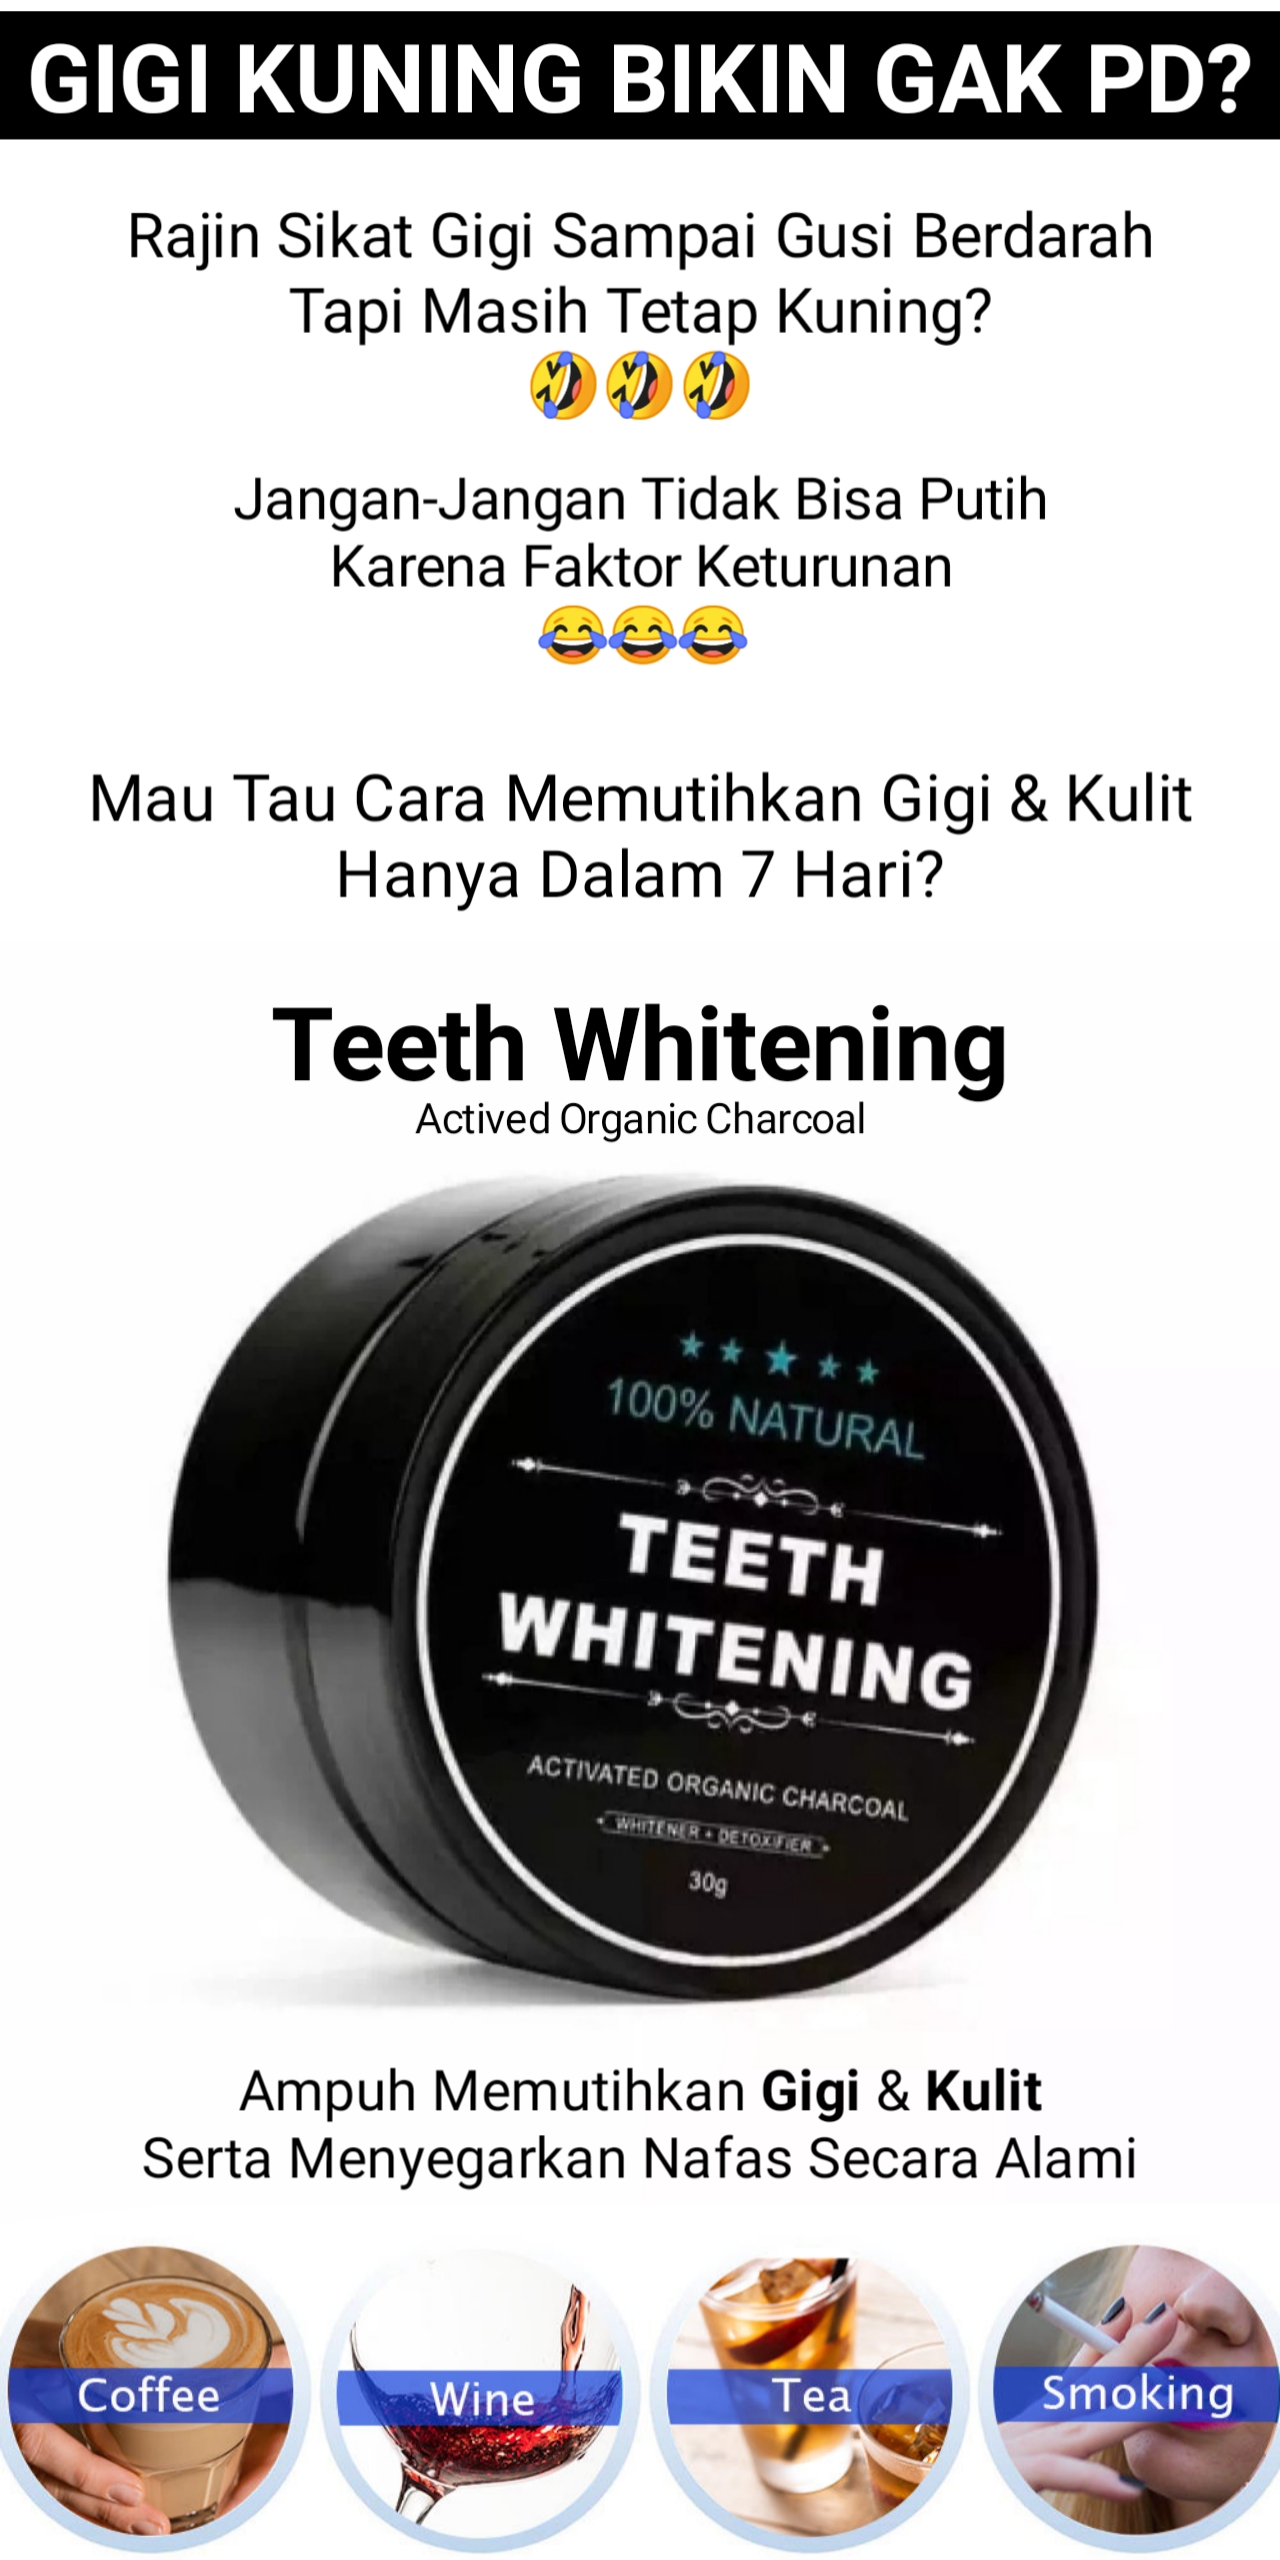 GIGI KUNING BIKIN GAK PD?
Rajin Sikat Gigi Sampai Gusi Berdarah
Tapi Masih Tetap Kuning?
🤣🤣🤣
Jangan-Jangan Tidak Bisa Putih
Karena Faktor Keturunan
😂😂😂
Mau Tau Cara Memutihkan Gigi & Kulit
Hanya Dalam 7 Hari?
Teeth Whitening
Actived Organic Charcoal
100% NATURAL
TEETH
WHITENING
ACTIVATED ORGANIC CHARCOAL
WHITENER • DETOXIFIER
30g
Ampuh Memutihkan Gigi & Kulit
Serta Menyegarkan Nafas Secara Alami
Coffee
Wine
Tea
Smoking